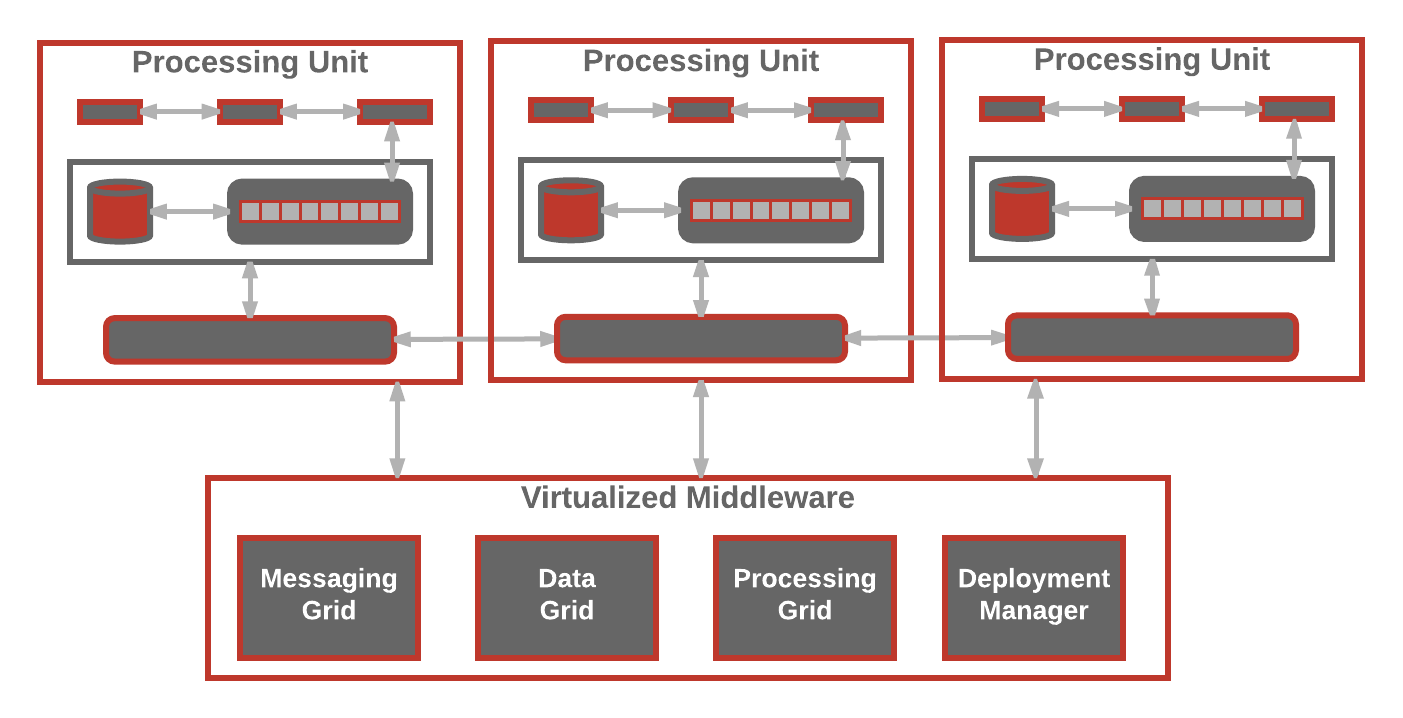 Processing Unit
Processing Unit
Processing Unit
Virtualized Middleware
Messaging
Grid
Data
Grid
Processing
Grid
Deployment
Manager